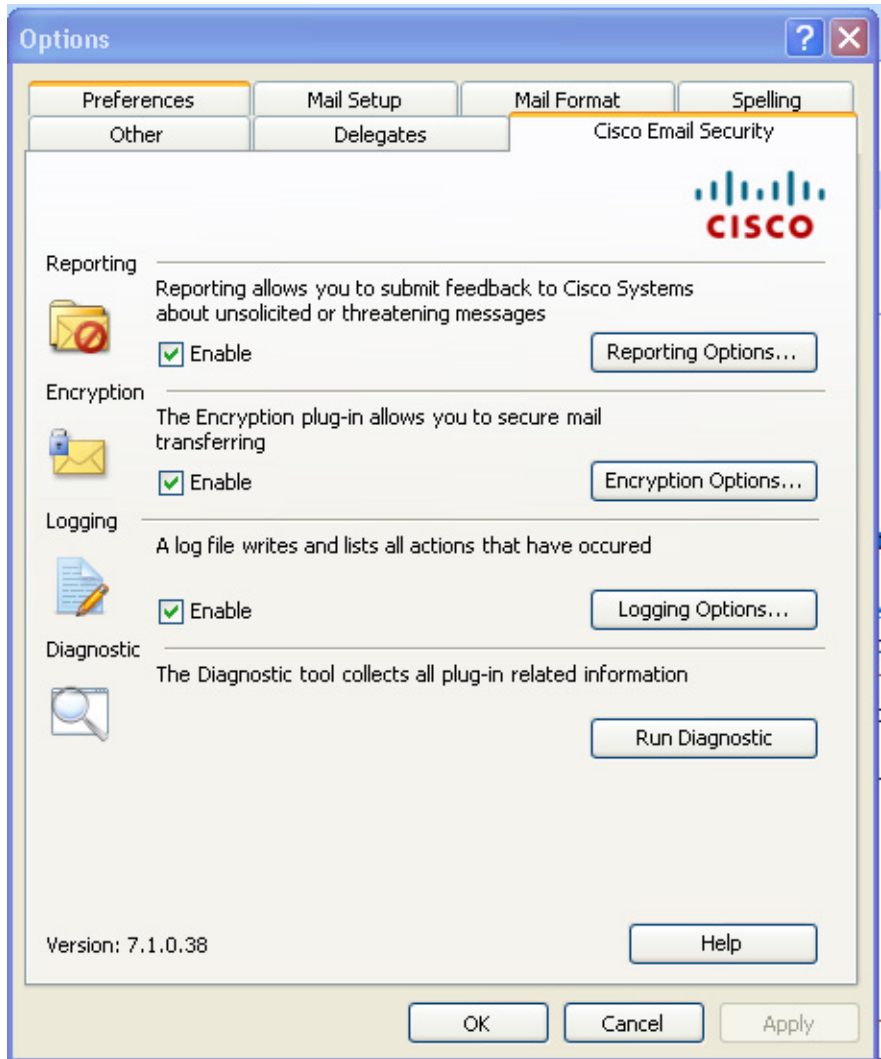 Options
Preferences Mail Setup Mail Format Spelling
Other Delegates Cisco Email Security
CISCO
Reporting
Reporting allows you to submit feedback to Cisco Systems
about unsolicited or threatening messages
Enable Reporting Options...
Encryption
The Encryption plug-in allows you to secure mail
transferring
Enable Encryption Options...
Logging
A log file writes and lists all actions that have occured
Enable Logging Options...
Diagnostic
The Diagnostic tool collects all plug-in related information
Run Diagnostic
Version: 7.1.0.38 Help
OK Cancel Apply